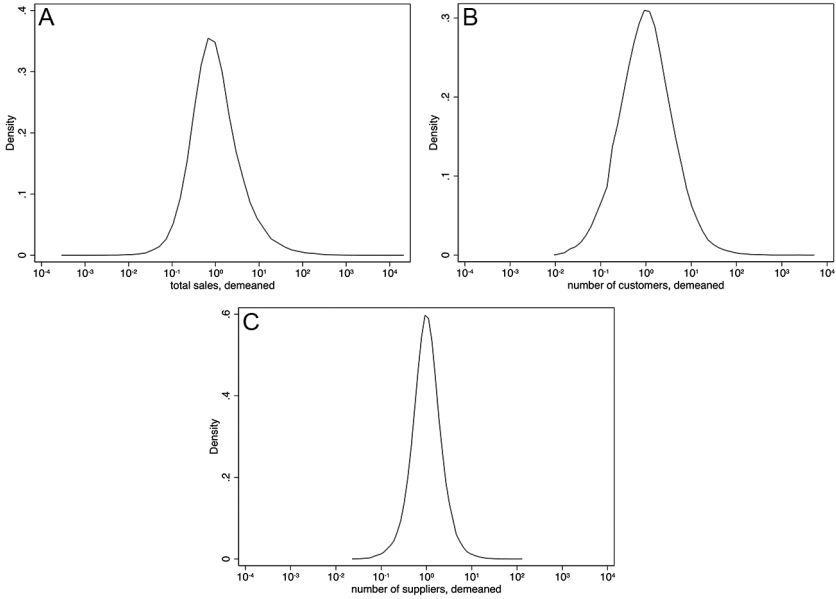 A
Density
.4
.3
.2
.1
0
10⁻⁴ 10⁻³ 10⁻² 10⁻¹ 10⁰ 10¹ 10² 10³ 10⁴
total sales, demeaned
B
Density
.3
.2
.1
0
10⁻⁴ 10⁻³ 10⁻² 10⁻¹ 10⁰ 10¹ 10² 10³ 10⁴
number of customers, demeaned
C
Density
.6
.4
.2
0
10⁻⁴ 10⁻³ 10⁻² 10⁻¹ 10⁰ 10¹ 10² 10³ 10⁴
number of suppliers, demeaned